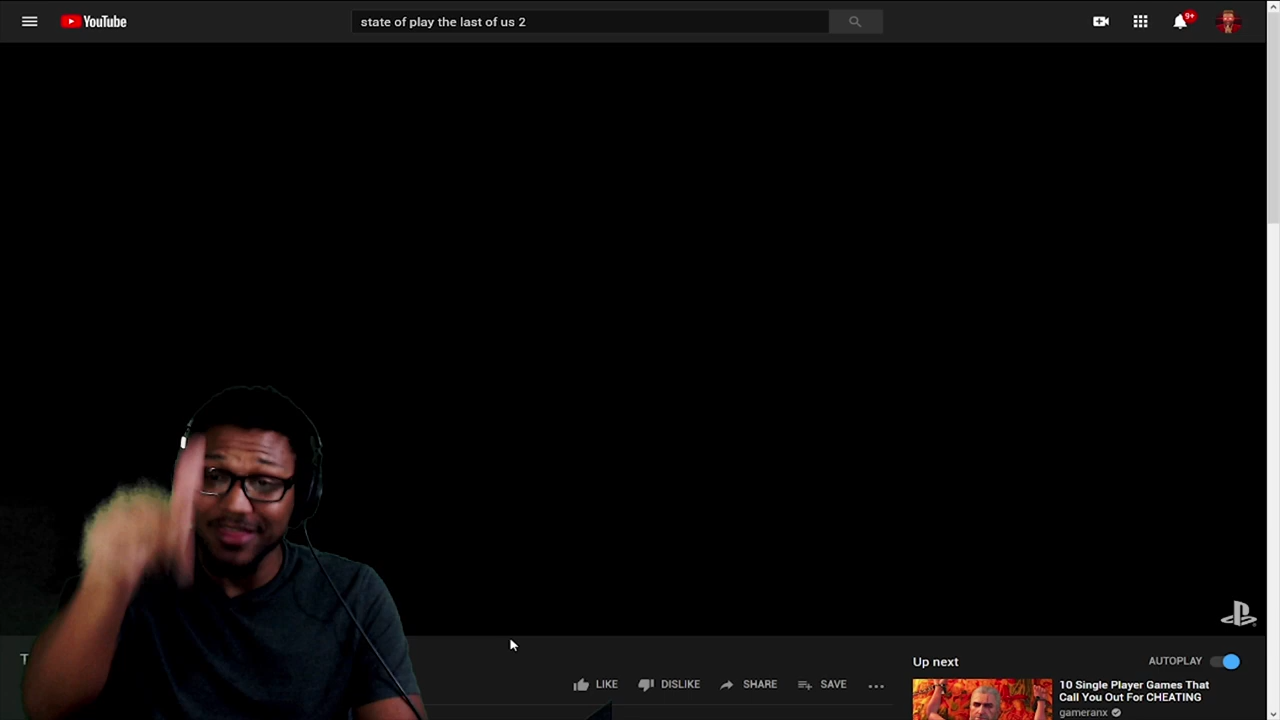 YouTube
state of play the last of us 2
9+
T
Up next
AUTOPLAY
LIKE
DISLIKE
SHARE
SAVE
10 Single Player Games That
Call You Out For CHEATING
gameranx